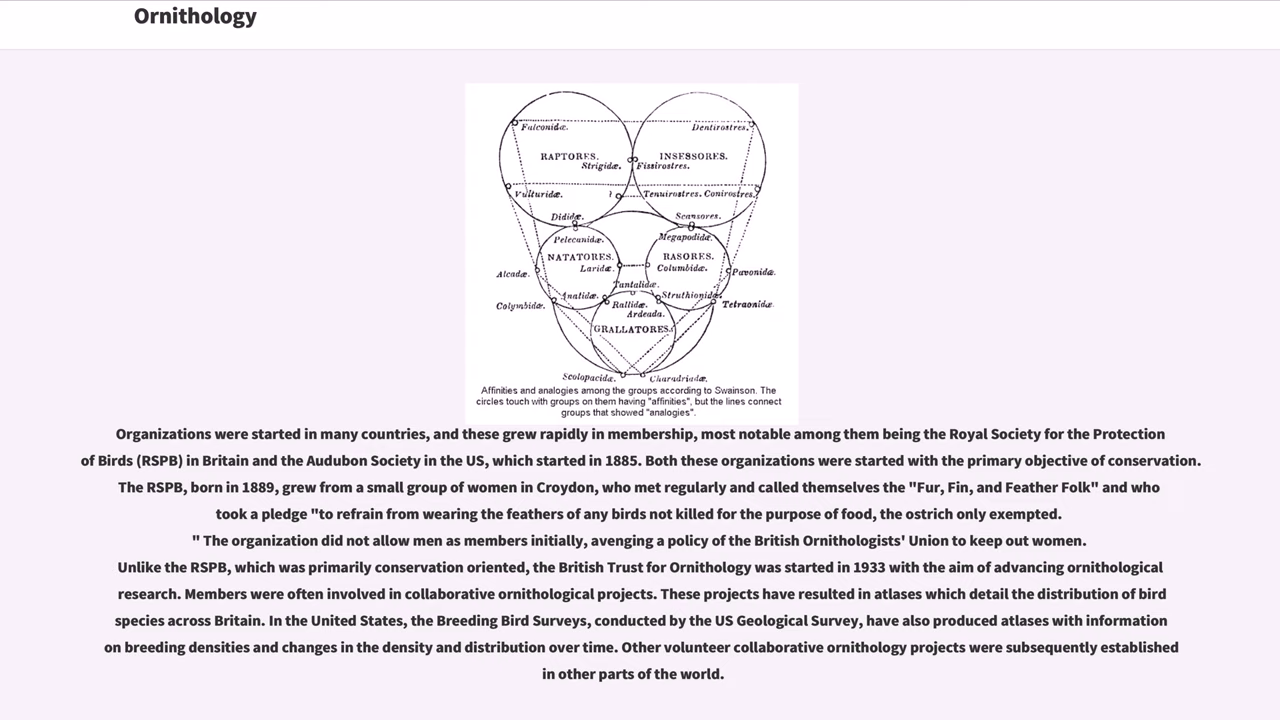 Ornithology
Falconidæ. Dentirostres.
RAPTORES. INSESSORES.
Strigidæ. Fissirostres.
Vulturidæ. ? Tenuirostres. Conirostres.
Dididæ. Scansores.
Pelecanidæ. Megapodidæ.
NATATORES. RASORES.
Laridæ. Columbidæ.
Alcadæ. Pavonidæ.
Tantalidæ.
Anatidæ. Struthionidæ.
Colymbidæ. Rallidæ. Tetraonidæ.
Ardeada.
GRALLATORES.
Scolopacidæ. Charadriadæ.
Affinities and analogies among the groups according to Swainson. The
circles touch with groups on them having "affinities", but the lines connect
groups that showed "analogies".
Organizations were started in many countries, and these grew rapidly in membership, most notable among them being the Royal Society for the Protection
of Birds (RSPB) in Britain and the Audubon Society in the US, which started in 1885. Both these organizations were started with the primary objective of conservation.
The RSPB, born in 1889, grew from a small group of women in Croydon, who met regularly and called themselves the "Fur, Fin, and Feather Folk" and who
took a pledge "to refrain from wearing the feathers of any birds not killed for the purpose of food, the ostrich only exempted.
" The organization did not allow men as members initially, avenging a policy of the British Ornithologists' Union to keep out women.
Unlike the RSPB, which was primarily conservation oriented, the British Trust for Ornithology was started in 1933 with the aim of advancing ornithological
research. Members were often involved in collaborative ornithological projects. These projects have resulted in atlases which detail the distribution of bird
species across Britain. In the United States, the Breeding Bird Surveys, conducted by the US Geological Survey, have also produced atlases with information
on breeding densities and changes in the density and distribution over time. Other volunteer collaborative ornithology projects were subsequently established
in other parts of the world.